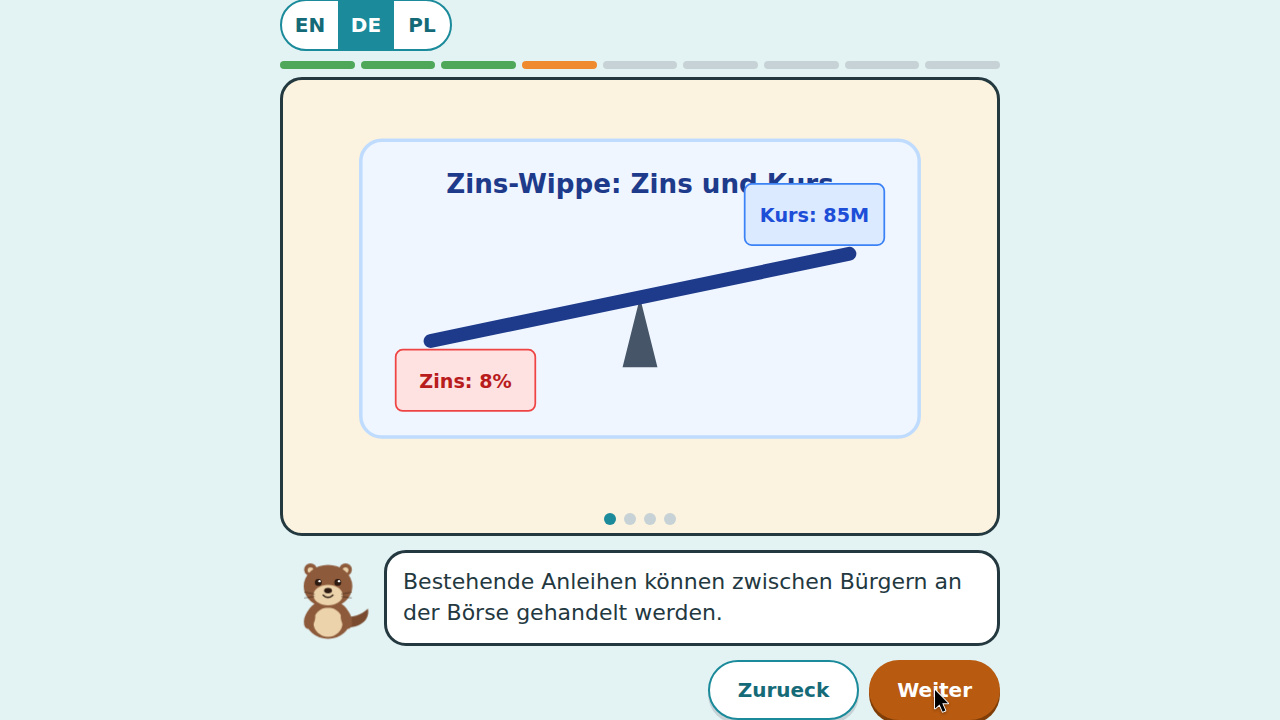 EN DE PL
Zins-Wippe: Zins und Kurs
Kurs: 85M
Zins: 8%
Bestehende Anleihen können zwischen Bürgern an
der Börse gehandelt werden.
Zurueck Weiter